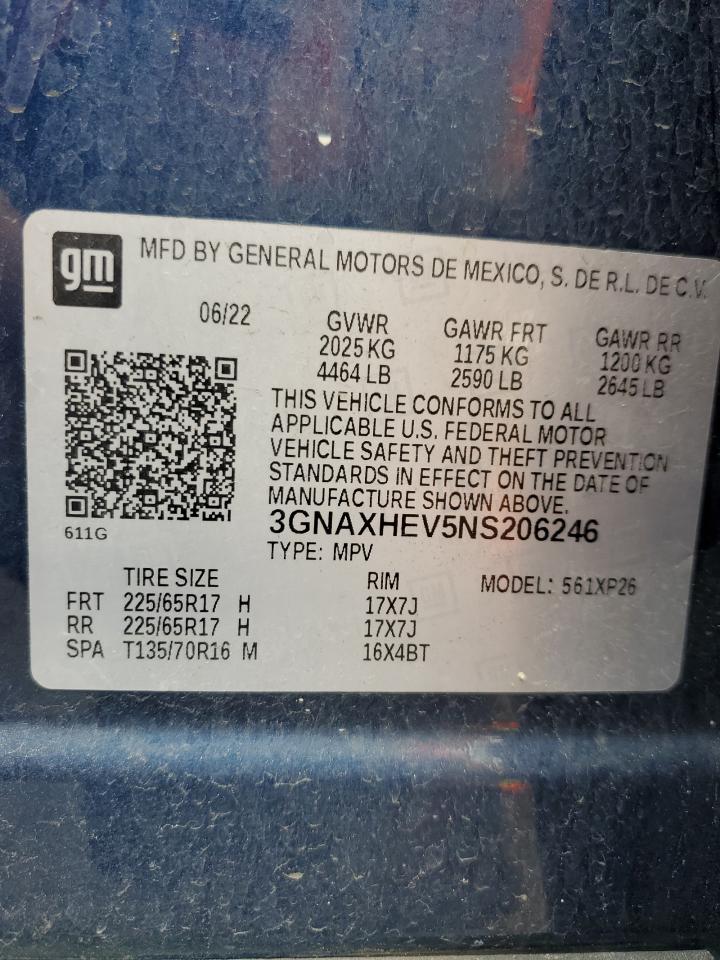 gm
MFD BY GENERAL MOTORS DE MEXICO, S. DE R.L. DE C.V.
06/22
GVWR GAWR FRT GAWR RR
2025 KG 1175 KG 1200 KG
4464 LB 2590 LB 2645 LB
THIS VEHICLE CONFORMS TO ALL
APPLICABLE U.S. FEDERAL MOTOR
VEHICLE SAFETY AND THEFT PREVENTION
STANDARDS IN EFFECT ON THE DATE OF
MANUFACTURE SHOWN ABOVE.
611G
3GNAXHEV5NS206246
TYPE: MPV
TIRE SIZE RIM MODEL: 561XP26
FRT 225/65R17 H 17X7J
RR 225/65R17 H 17X7J
SPA T135/70R16 M 16X4BT